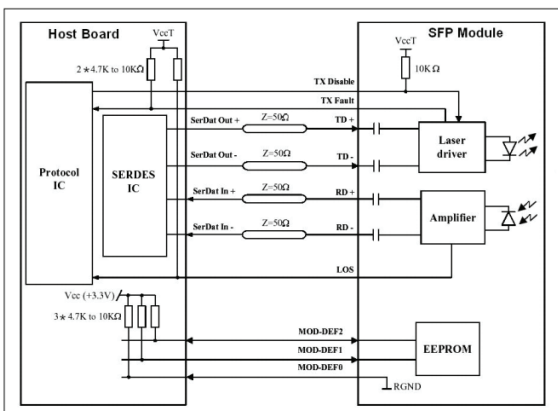 Host Board
SFP Module
VccT
VccT
2*4.7K to 10KΩ
10KΩ
TX Disable
TX Fault
SerDat Out +
Z=50Ω
TD +
Laser driver
SerDat Out -
Z=50Ω
TD -
Protocol IC
SERDES IC
SerDat In +
Z=50Ω
RD +
Amplifier
SerDat In -
Z=50Ω
RD -
LOS
Vcc (+3.3V)
3*4.7K to 10KΩ
MOD-DEF2
MOD-DEF1
EEPROM
MOD-DEF0
RGND